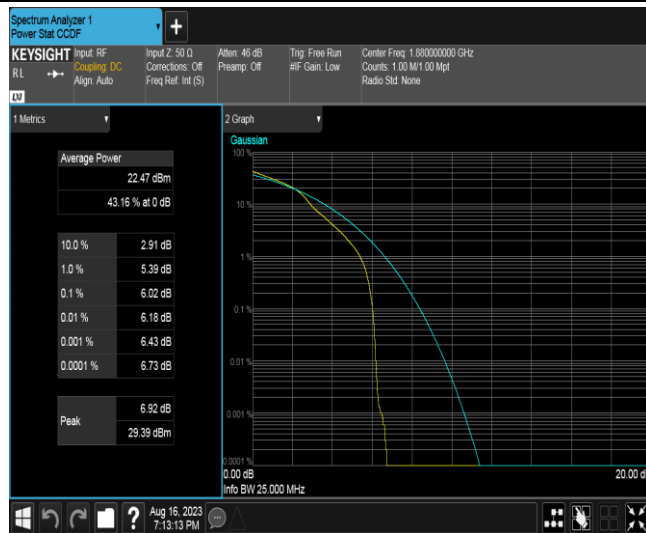 Spectrum Analyzer 1
Power Stat CCDF
KEYSIGHT
RL
Input: RF
Coupling: DC
Align: Auto
Input Z: 50 Ω
Corrections: Off
Freq Ref: Int (S)
Atten: 46 dB
Preamp: Off
Trig: Free Run
#IF Gain: Low
Center Freq: 1.880000000 GHz
Counts: 1.00 M/1.00 Mpt
Radio Std: None
1 Metrics
Average Power
22.47 dBm
43.16 % at 0 dB
10.0 % 2.91 dB
1.0 % 5.39 dB
0.1 % 6.02 dB
0.01 % 6.18 dB
0.001 % 6.43 dB
0.0001 % 6.73 dB
Peak
6.92 dB
29.39 dBm
2 Graph
Gaussian
100 %
10 %
1 %
0.1 %
0.01 %
0.001 %
0.0001 %
0.00 dB
20.00 d
Info BW 25.000 MHz
?
Aug 16, 2023
7:13:13 PM